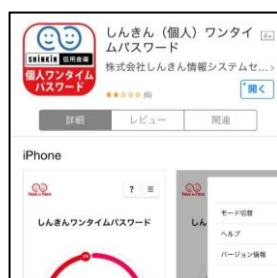 しんきん（個人）ワンタイ
ムパスワード
4+
株式会社しんきん情報システムセ... >
SHINKIN 信用金庫
個人ワンタイム
パスワード
★★☆☆☆ (6)
開く
詳細
レビュー
関連
iPhone
? ≡
しんきんワンタイムパスワード
しん
モード切替
ヘルプ
バージョン情報